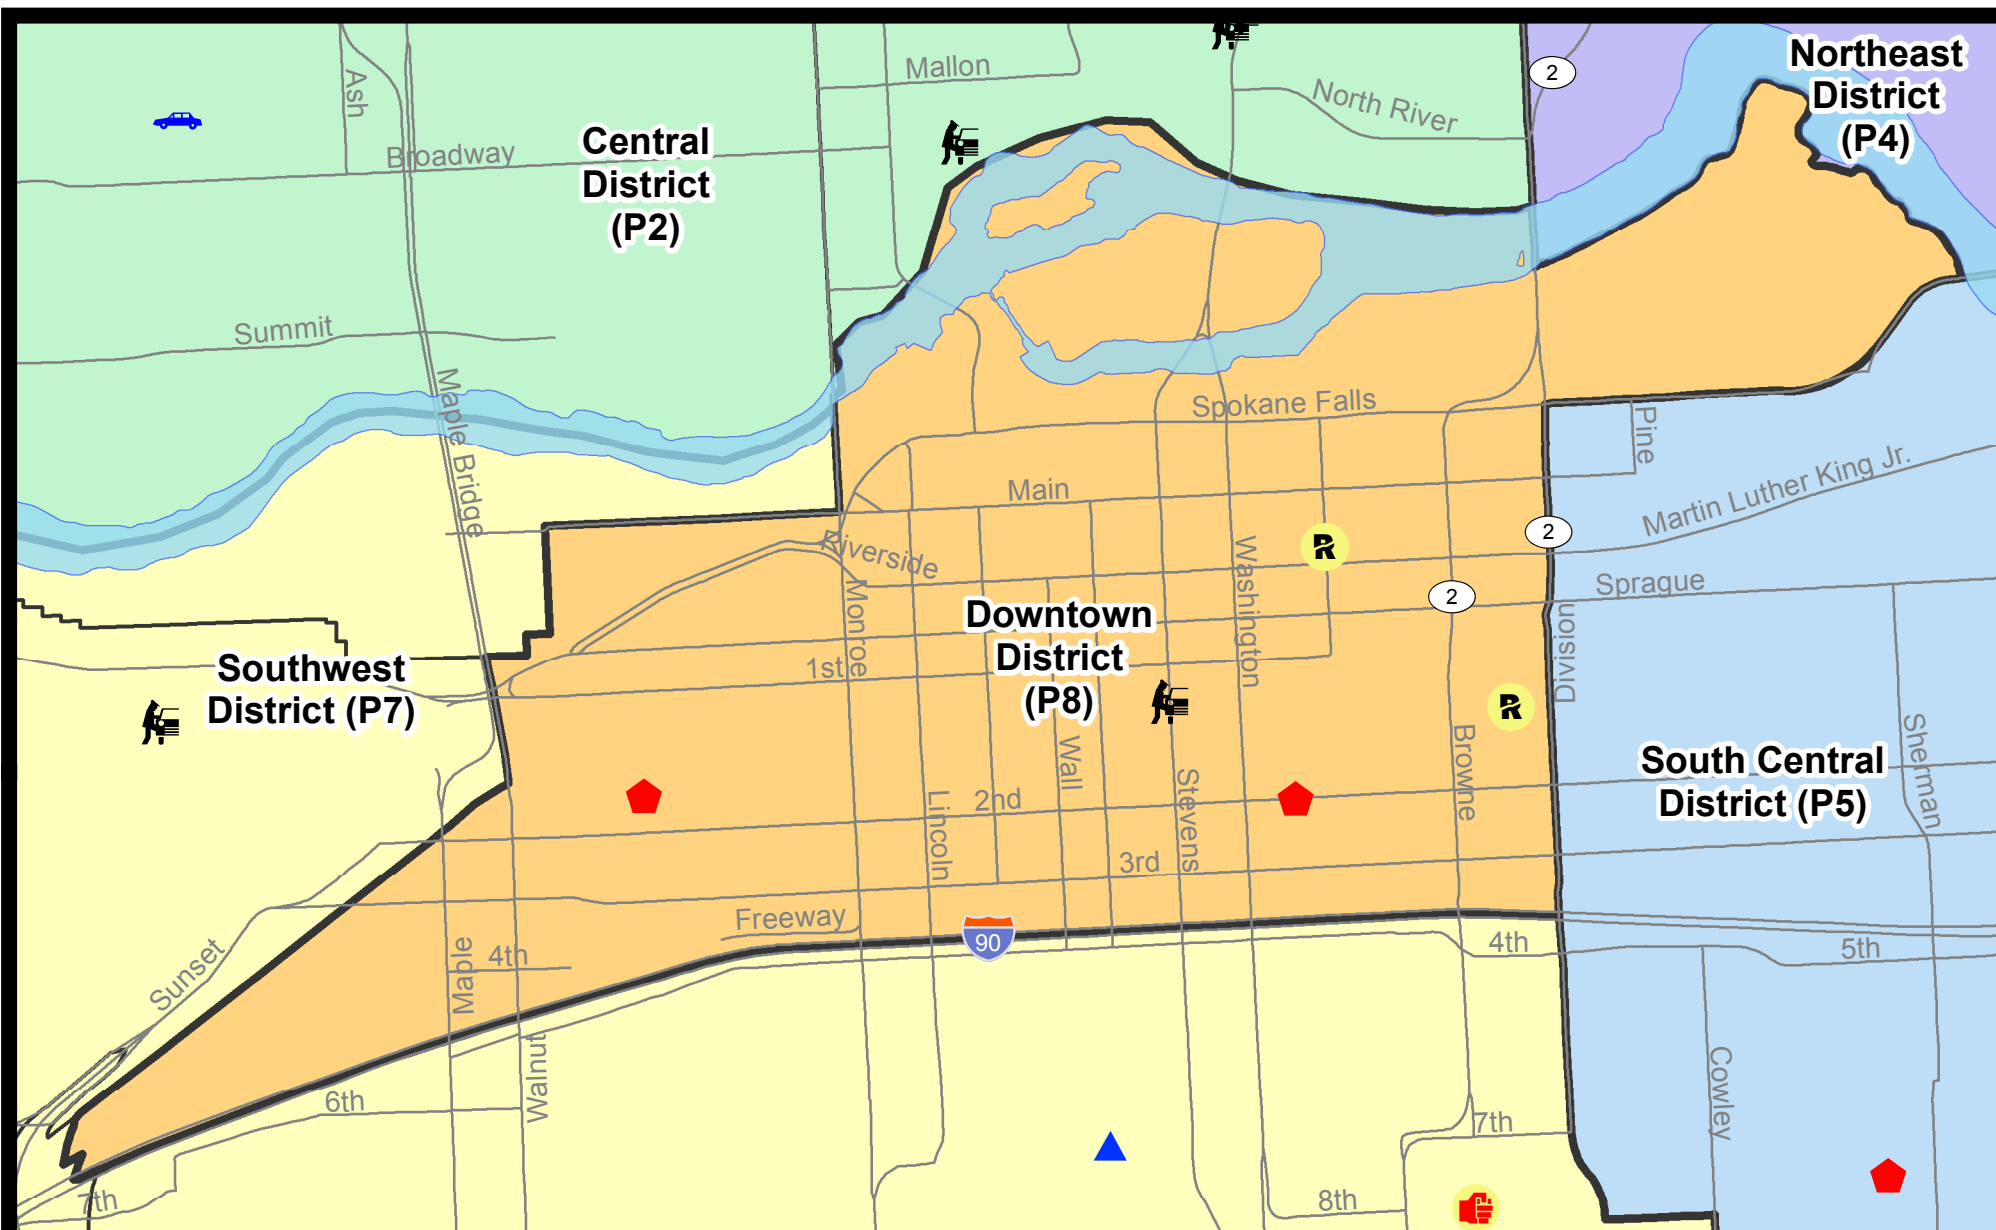 Northeast
District
(P4)
2
Mallon
Ash
North River
Central
District
(P2)
Broadway
Summit
Maple Bridge
Spokane Falls
Pine
Main
Martin Luther King Jr.
Riverside
2
R
Washington
Sprague
2
Monroe
Downtown
District
(P8)
Division
1st
Southwest
District (P7)
R
Wall
Browne
Sherman
South Central
District (P5)
Stevens
Lincoln
2nd
3rd
Freeway
90
4th
4th
5th
Sunset
Maple
Walnut
6th
Cowley
7th
7th
8th